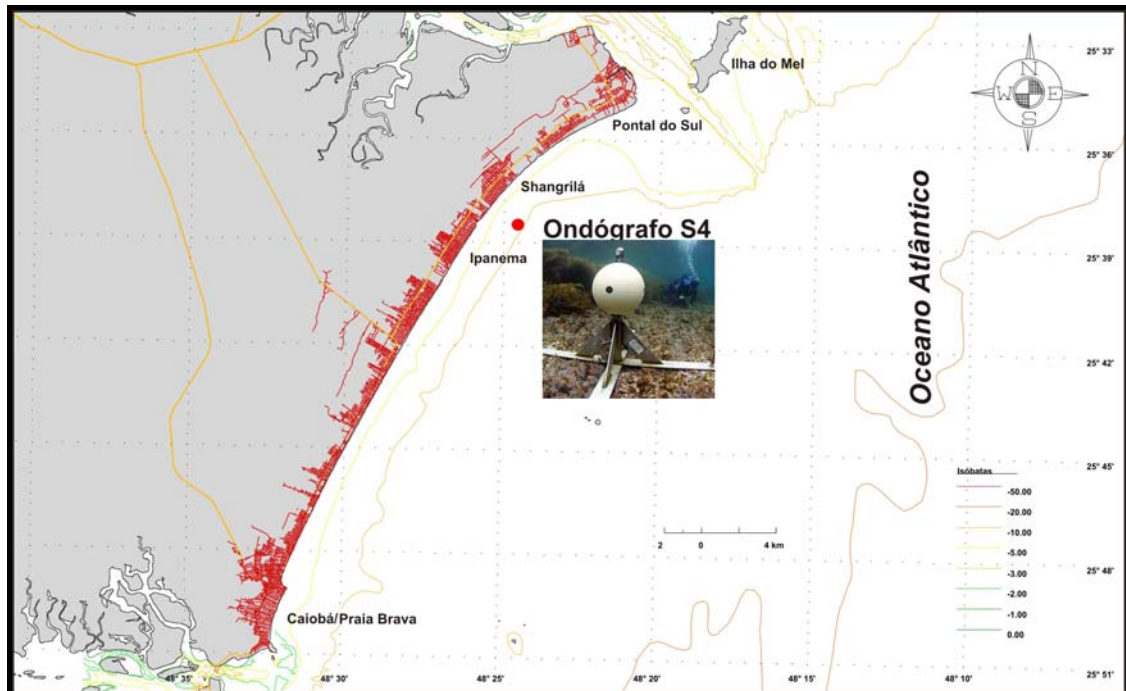 25° 33'
Ilha do Mel
N
W E
S
Pontal do Sul
25° 36'
Shangrilá
Oceano Atlântico
Ondógrafo S4
Ipanema
25° 39'
25° 42'
25° 45'
Isóbatas
-50.00
-20.00
-10.00
-5.00
-3.00
-2.00
-1.00
0.00
2 0 4 km
25° 48'
Caiobá/Praia Brava
25° 51'
48° 35'
48° 30'
48° 25'
48° 20'
48° 14'
48° 10'